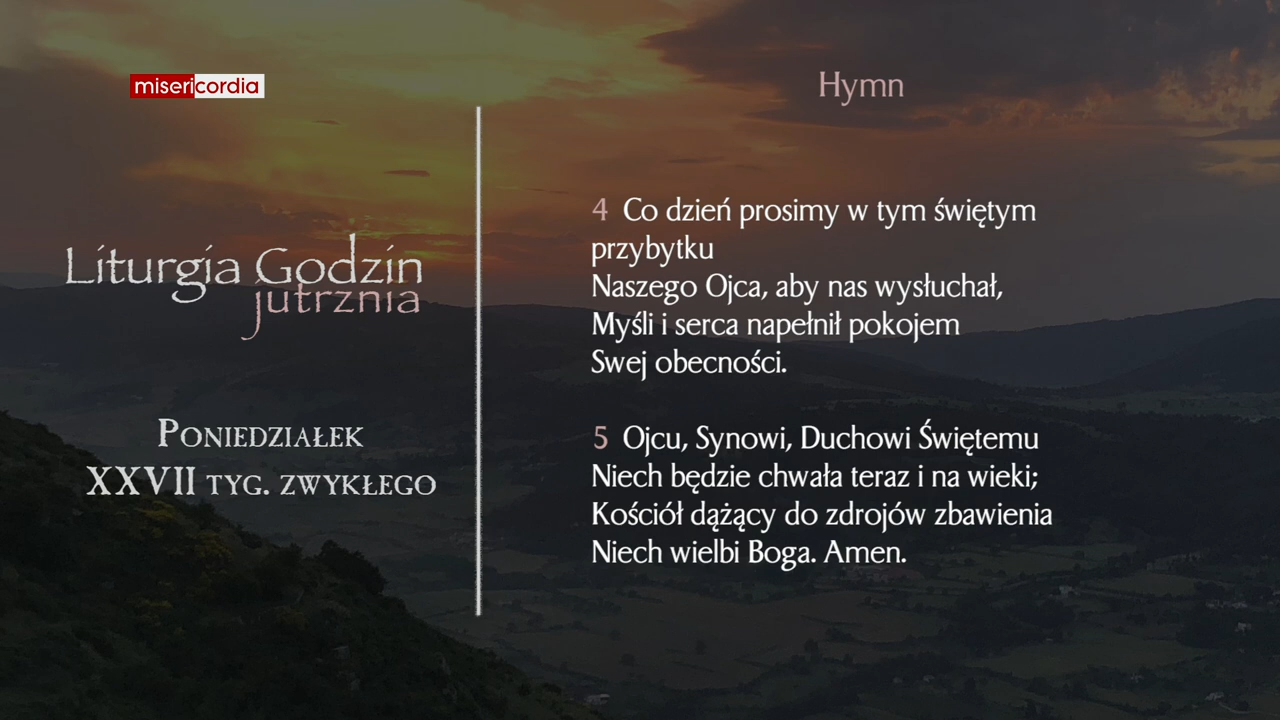 misericordia
Liturgia Godzin
jutrznia
Poniedziałek
XXVII tyg. zwykłego
Hymn
4 Co dzień prosimy w tym świętym
przybytku
Naszego Ojca, aby nas wysłuchał,
Myśli i serca napełnił pokojem
Swej obecności.
5 Ojcu, Synowi, Duchowi Świętemu
Niech będzie chwała teraz i na wieki;
Kościół dążący do zdrojów zbawienia
Niech wielbi Boga. Amen.